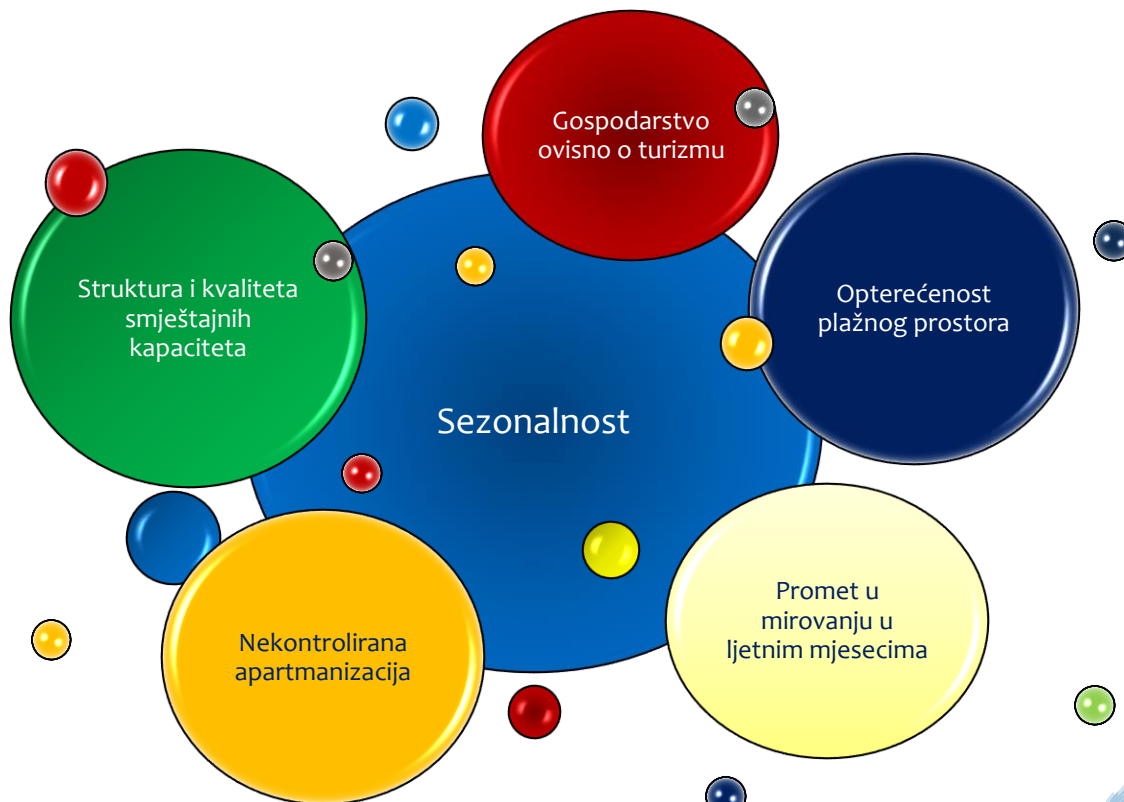 Gospodarstvo
ovisno o turizmu
Struktura i kvaliteta
smještajnih
kapaciteta
Opterećenost
plažnog prostora
Sezonalnost
Nekontrolirana
apartmanizacija
Promet u
mirovanju u
ljetnim mjesecima